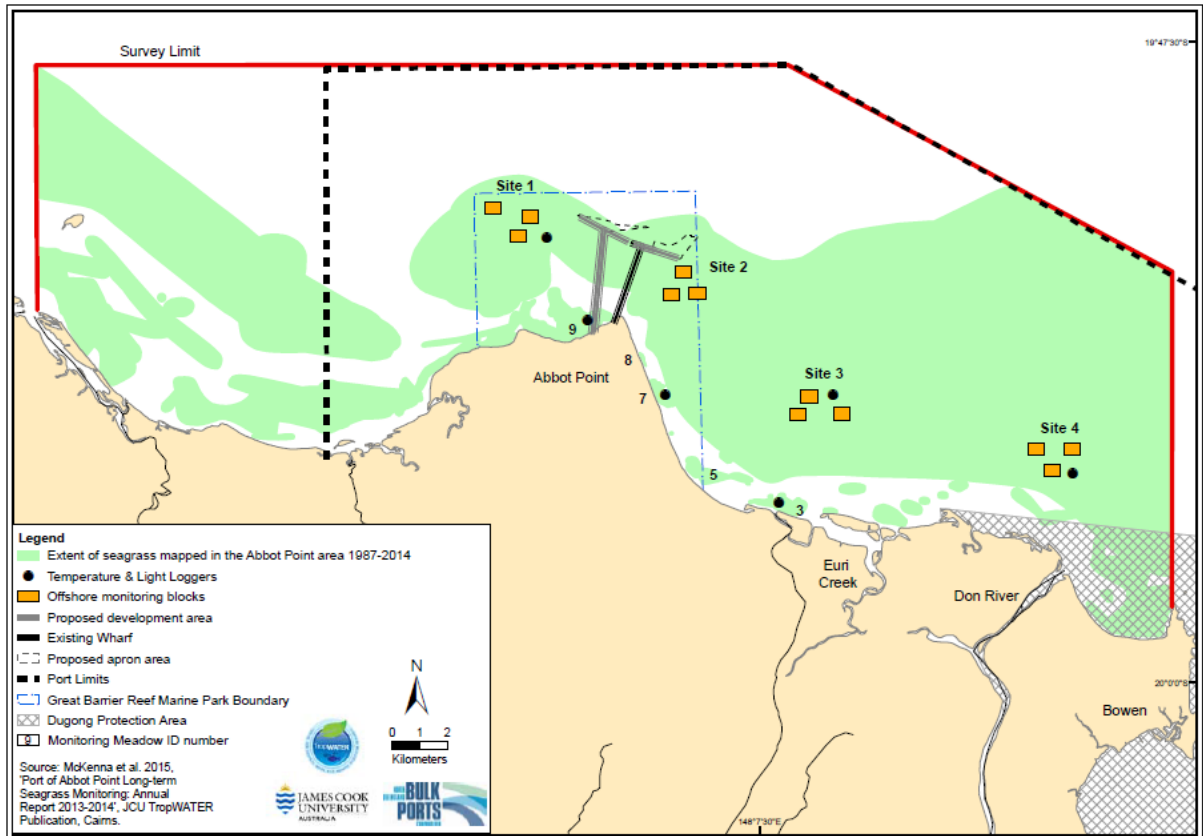 Survey Limit
19°47'30"S
Site 1
Site 2
9
8
Abbot Point
7
Site 3
Site 4
5
3
Euri
Creek
Don River
20°0'0"S
Bowen
148°7'30"E
Legend
Extent of seagrass mapped in the Abbot Point area 1987-2014
Temperature & Light Loggers
Offshore monitoring blocks
Proposed development area
Existing Wharf
Proposed apron area
Port Limits
Great Barrier Reef Marine Park Boundary
Dugong Protection Area
9 Monitoring Meadow ID number
N
0 1 2
Kilometers
Source: McKenna et al. 2015,
'Port of Abbot Point Long-term
Seagrass Monitoring: Annual
Report 2013-2014', JCU TropWATER
Publication, Cairns.
TropWATER
JAMES COOK
UNIVERSITY
AUSTRALIA
NORTH QUEENSLAND
BULK
PORTS
CORPORATION